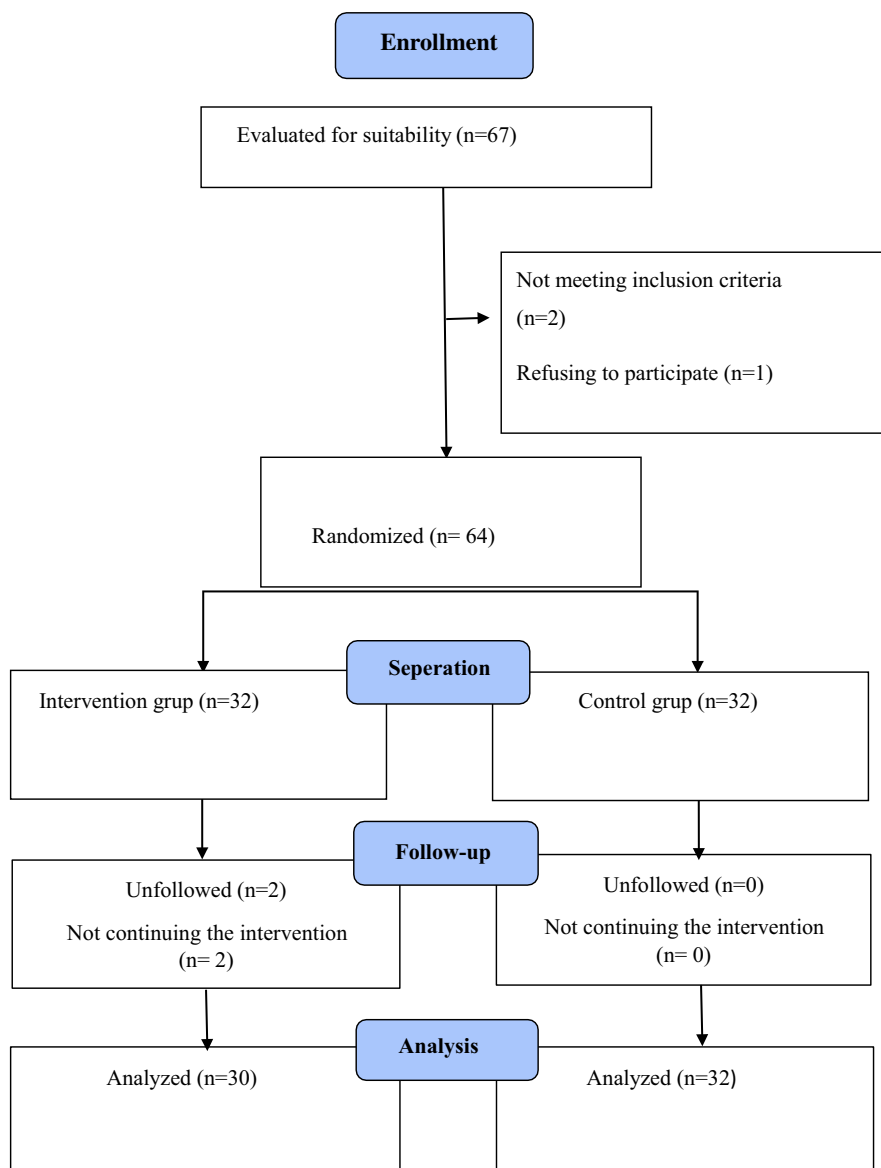 Enrollment
Evaluated for suitability (n=67)
Not meeting inclusion criteria
(n=2)
Refusing to participate (n=1)
Randomized (n= 64)
Seperation
Intervention grup (n=32)
Control grup (n=32)
Follow-up
Unfollowed (n=2)
Not continuing the intervention
(n= 2)
Unfollowed (n=0)
Not continuing the intervention
(n= 0)
Analysis
Analyzed (n=30)
Analyzed (n=32)